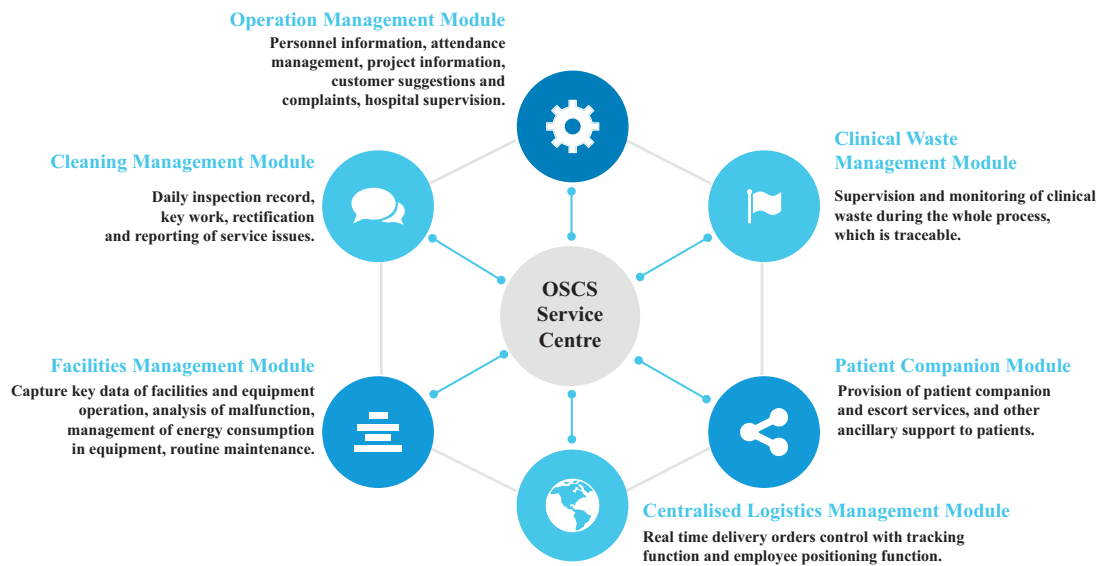 Operation Management Module
Personnel information, attendance
management, project information,
customer suggestions and
complaints, hospital supervision.
Cleaning Management Module
Daily inspection record,
key work, rectification
and reporting of service issues.
Clinical Waste
Management Module
Supervision and monitoring of clinical
waste during the whole process,
which is traceable.
OSCS
Service
Centre
Facilities Management Module
Capture key data of facilities and equipment
operation, analysis of malfunction,
management of energy consumption
in equipment, routine maintenance.
Patient Companion Module
Provision of patient companion
and escort services, and other
ancillary support to patients.
Centralised Logistics Management Module
Real time delivery orders control with tracking
function and employee positioning function.